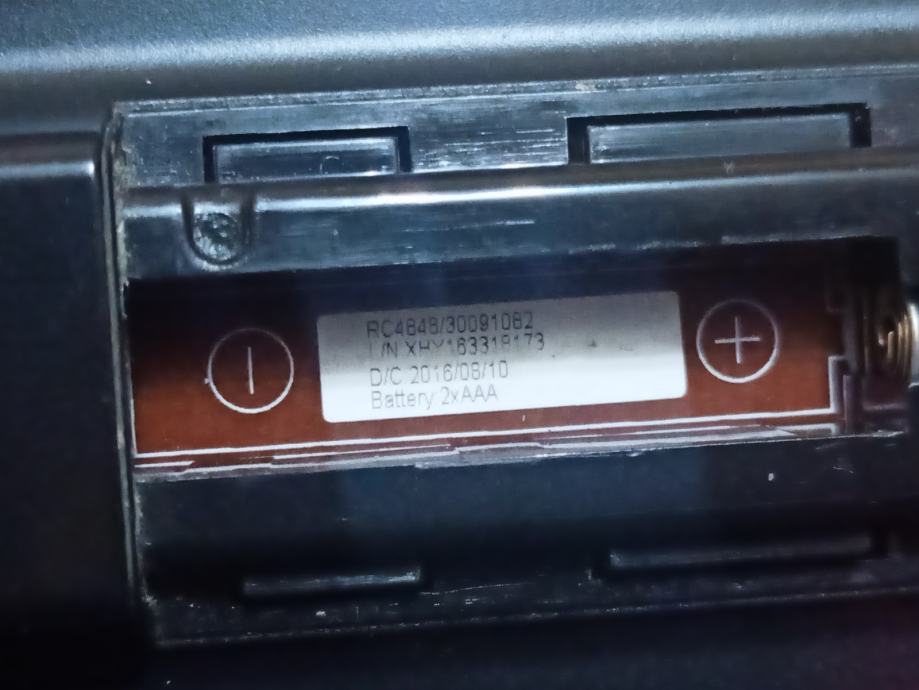 RC4848/30091082
L/N XHY163318173
D/C 2016/08/10
Battery 2xAAA